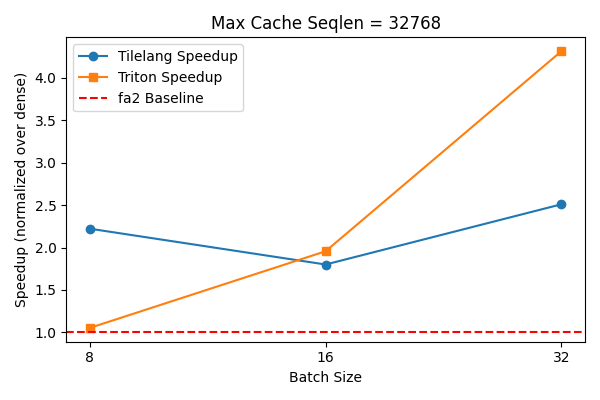 Max Cache Seqlen = 32768
Tilelang Speedup
Triton Speedup
fa2 Baseline
Speedup (normalized over dense)
4.0
3.5
3.0
2.5
2.0
1.5
1.0
8
16
32
Batch Size